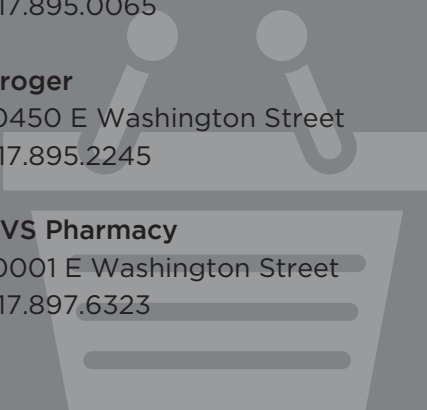 17.895.0065
roger
0450 E Washington Street
17.895.2245
VS Pharmacy
0001 E Washington Street
17.897.6323